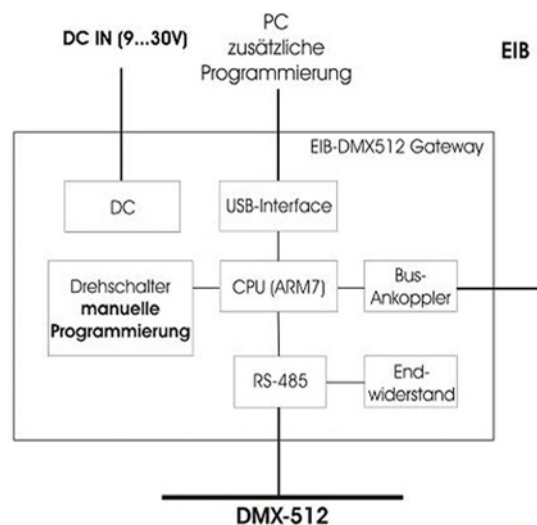 DC IN (9...30V)
PC
zusätzliche
Programmierung
EIB
EIB-DMX512 Gateway
DC
USB-Interface
Drehschalter
manuelle
Programmierung
CPU (ARM7)
Bus-
Ankoppler
RS-485
End-
widerstand
DMX-512